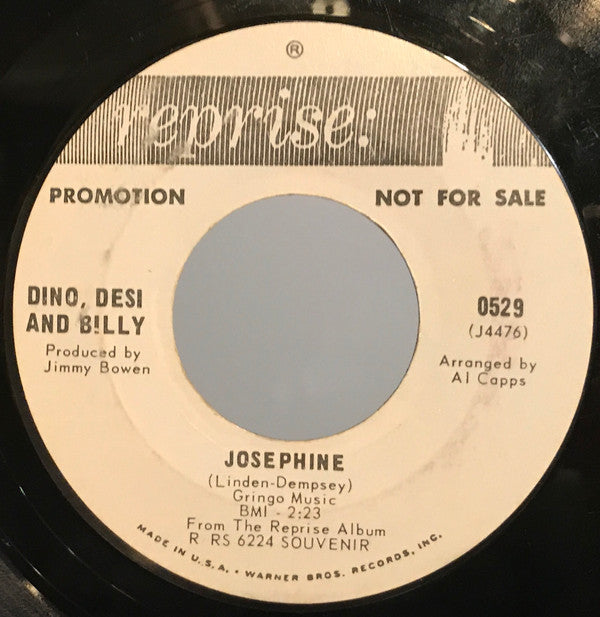 ®
reprise:
PROMOTION
NOT FOR SALE
DINO, DESI
AND BILLY
Produced by
Jimmy Bowen
0529
(J4476)
Arranged by
Al Capps
JOSEPHINE
(Linden-Dempsey)
Gringo Music
BMI - 2:23
From The Reprise Album
R RS 6224 SOUVENIR
MADE IN U.S.A. • WARNER BROS. RECORDS, INC.